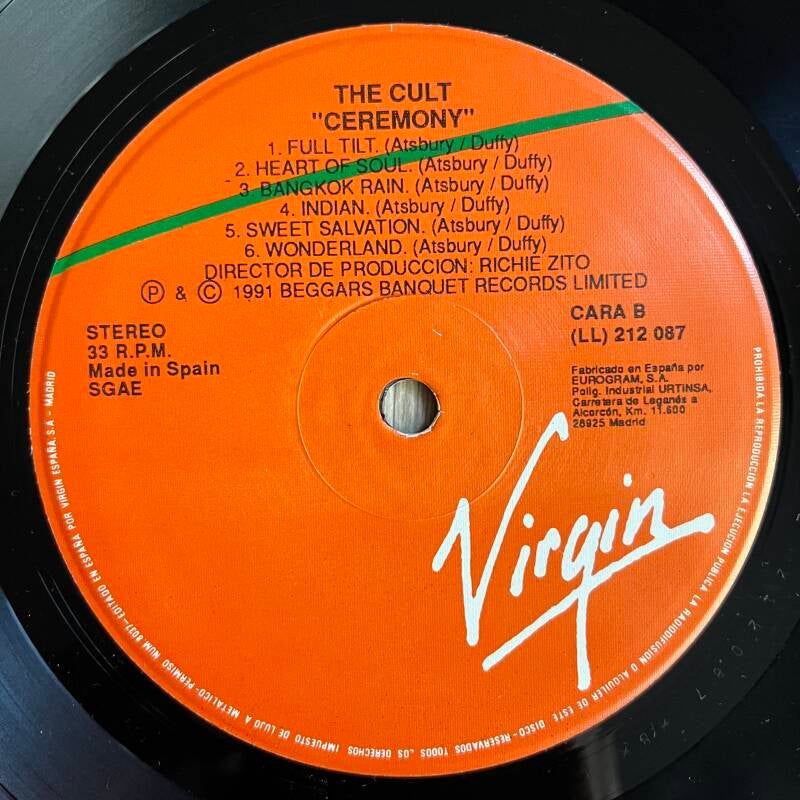 THE CULT
"CEREMONY"
1. FULL TILT. (Atsbury / Duffy)
2. HEART OF SOUL. (Atsbury / Duffy)
3. BANGKOK RAIN. (Atsbury / Duffy)
4. INDIAN. (Atsbury / Duffy)
5. SWEET SALVATION. (Atsbury / Duffy)
6. WONDERLAND. (Atsbury / Duffy)
DIRECTOR DE PRODUCCION: RICHIE ZITO
Ⓟ & © 1991 BEGGARS BANQUET RECORDS LIMITED
STEREO
33 R.P.M.
Made in Spain
SGAE
CARA B
(LL) 212 087
Fabricado en España por
EUROGRAM, S.A.
Polig. Industrial URTINSA,
Carretera de Leganés a
Alcorcón, Km. 11.600
28925 Madrid
Virgin
PROHIBIDA LA REPRODUCCION LA EJECUCION PUBLICA LA RADIODIFUSION O ALQUILER DE ESTE DISCO-RESERVADOS TODOS LOS DERECHOS IMPUESTO DE LUJO A METALICO-PERMISO NUM. 8037-EDITADO EN ESPAÑA POR VIRGIN ESPAÑA, S.A. - MADRID